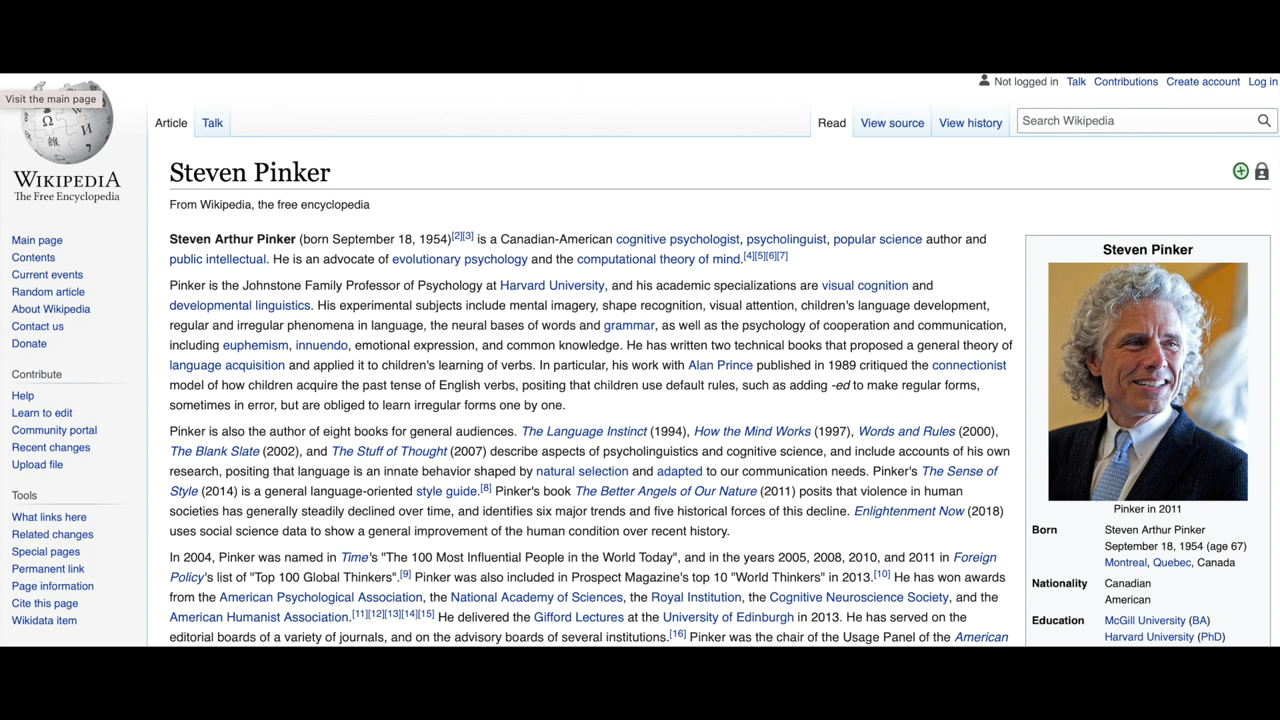 Not logged in Talk Contributions Create account Log in
Visit the main page
WIKIPEDIA
The Free Encyclopedia
Article Talk Read View source View history Search Wikipedia
Main page
Contents
Current events
Random article
About Wikipedia
Contact us
Donate
Contribute
Help
Learn to edit
Community portal
Recent changes
Upload file
Tools
What links here
Related changes
Special pages
Permanent link
Page information
Cite this page
Wikidata item
Steven Pinker
From Wikipedia, the free encyclopedia
Steven Arthur Pinker (born September 18, 1954)[2][3] is a Canadian-American cognitive psychologist, psycholinguist, popular science author and
public intellectual. He is an advocate of evolutionary psychology and the computational theory of mind.[4][5][6][7]
Pinker is the Johnstone Family Professor of Psychology at Harvard University, and his academic specializations are visual cognition and
developmental linguistics. His experimental subjects include mental imagery, shape recognition, visual attention, children's language development,
regular and irregular phenomena in language, the neural bases of words and grammar, as well as the psychology of cooperation and communication,
including euphemism, innuendo, emotional expression, and common knowledge. He has written two technical books that proposed a general theory of
language acquisition and applied it to children's learning of verbs. In particular, his work with Alan Prince published in 1989 critiqued the connectionist
model of how children acquire the past tense of English verbs, positing that children use default rules, such as adding -ed to make regular forms,
sometimes in error, but are obliged to learn irregular forms one by one.
Pinker is also the author of eight books for general audiences. The Language Instinct (1994), How the Mind Works (1997), Words and Rules (2000),
The Blank Slate (2002), and The Stuff of Thought (2007) describe aspects of psycholinguistics and cognitive science, and include accounts of his own
research, positing that language is an innate behavior shaped by natural selection and adapted to our communication needs. Pinker's The Sense of
Style (2014) is a general language-oriented style guide.[8] Pinker's book The Better Angels of Our Nature (2011) posits that violence in human
societies has generally steadily declined over time, and identifies six major trends and five historical forces of this decline. Enlightenment Now (2018)
uses social science data to show a general improvement of the human condition over recent history.
In 2004, Pinker was named in Time's "The 100 Most Influential People in the World Today", and in the years 2005, 2008, 2010, and 2011 in Foreign
Policy's list of "Top 100 Global Thinkers".[9] Pinker was also included in Prospect Magazine's top 10 "World Thinkers" in 2013.[10] He has won awards
from the American Psychological Association, the National Academy of Sciences, the Royal Institution, the Cognitive Neuroscience Society, and the
American Humanist Association.[11][12][13][14][15] He delivered the Gifford Lectures at the University of Edinburgh in 2013. He has served on the
editorial boards of a variety of journals, and on the advisory boards of several institutions.[16] Pinker was the chair of the Usage Panel of the American
Steven Pinker
Pinker in 2011
Born Steven Arthur Pinker
September 18, 1954 (age 67)
Montreal, Quebec, Canada
Nationality Canadian
American
Education McGill University (BA)
Harvard University (PhD)